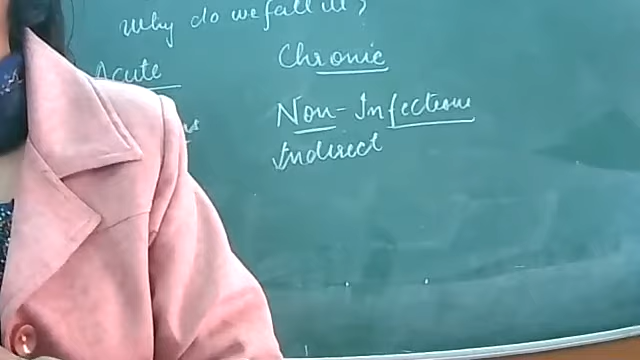 Why do we fall ill?
Acute Chronic
Non-Infectious
Indirect